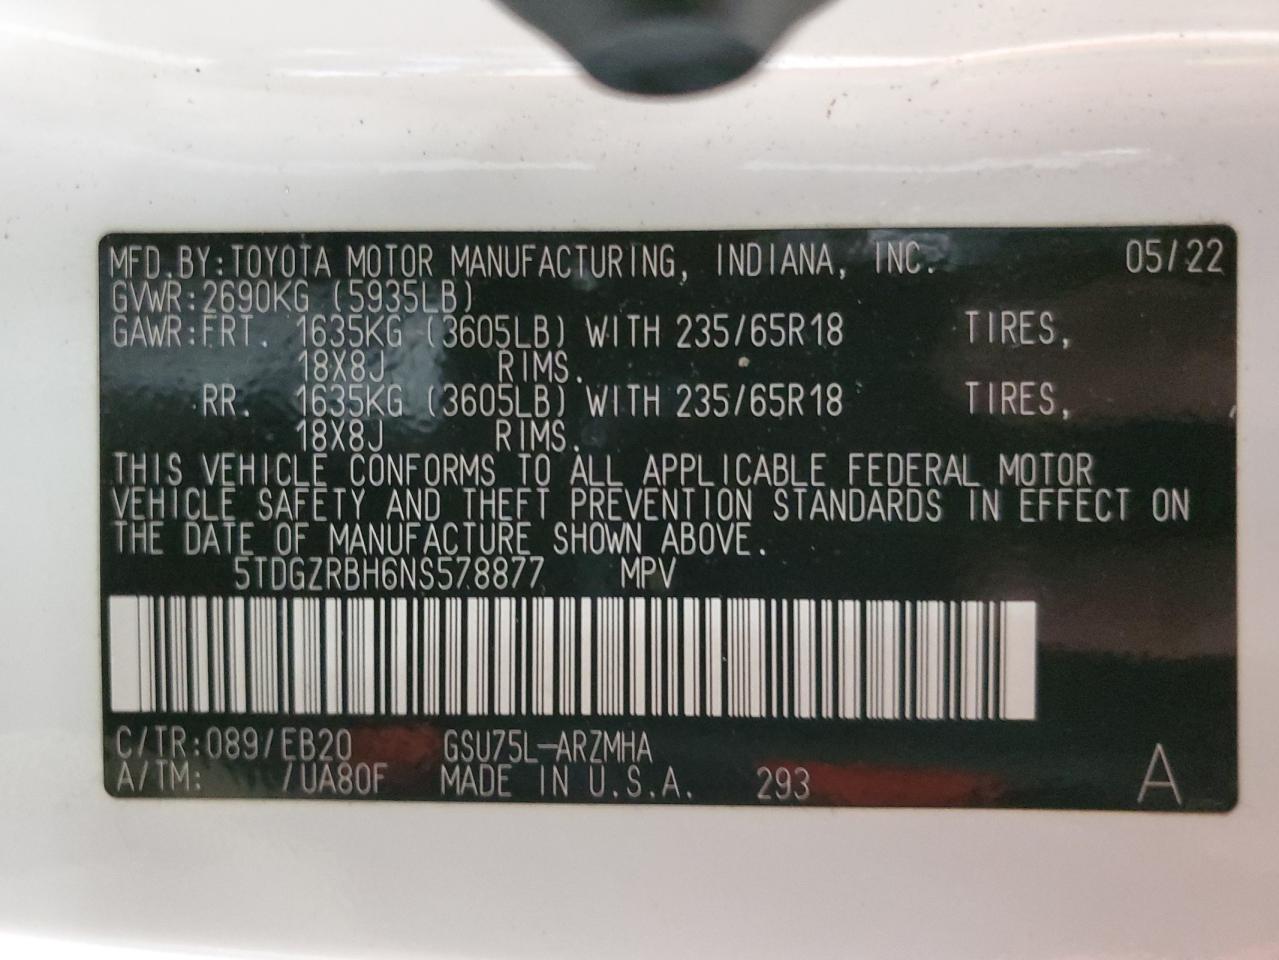 MFD.BY:TOYOTA MOTOR MANUFACTURING, INDIANA, INC. 05/22
GVWR:2690KG (5935LB)
GAWR:FRT. 1635KG (3605LB) WITH 235/65R18 TIRES,
18X8J RIMS.
RR. 1635KG (3605LB) WITH 235/65R18 TIRES,
18X8J RIMS.
THIS VEHICLE CONFORMS TO ALL APPLICABLE FEDERAL MOTOR
VEHICLE SAFETY AND THEFT PREVENTION STANDARDS IN EFFECT ON
THE DATE OF MANUFACTURE SHOWN ABOVE.
5TDGZRBH6NS578877 MPV
C/TR:089/EB20 GSU75L-ARZMHA
A/TM: /UA80F MADE IN U.S.A. 293 A